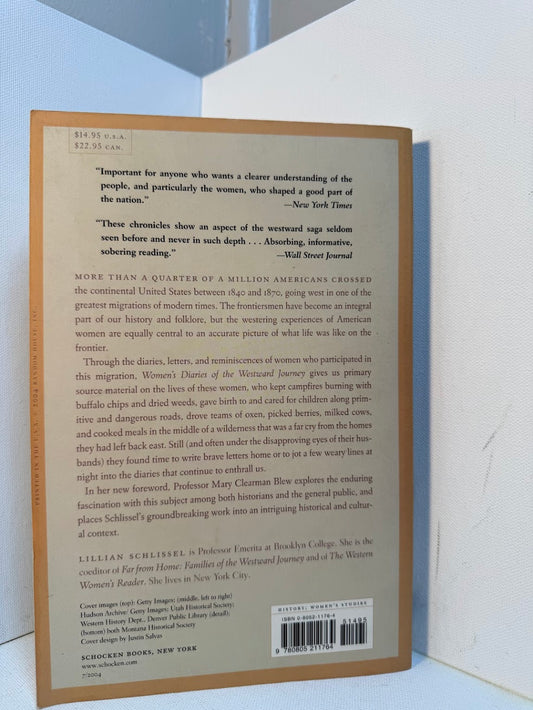 $14.95 U.S.A.
$22.95 CAN.
"Important for anyone who wants a clearer understanding of the
people, and particularly the women, who shaped a good part of
the nation."
—New York Times
"These chronicles show an aspect of the westward saga seldom
seen before and never in such depth . . . Absorbing, informative,
sobering reading."
—Wall Street Journal
MORE THAN A QUARTER OF A MILLION AMERICANS CROSSED
the continental United States between 1840 and 1870, going west in one of the
greatest migrations of modern times. The frontiersmen have become an integral
part of our history and folklore, but the westering experiences of American
women are equally central to an accurate picture of what life was like on the
frontier.
Through the diaries, letters, and reminiscences of women who participated in
this migration, Women's Diaries of the Westward Journey gives us primary
source material on the lives of these women, who kept campfires burning with
buffalo chips and dried weeds, gave birth to and cared for children along prim-
itive and dangerous roads, drove teams of oxen, picked berries, milked cows,
and cooked meals in the middle of a wilderness that was a far cry from the homes
they had left back east. Still (and often under the disapproving eyes of their hus-
bands) they found time to write brave letters home or to jot a few weary lines at
night into the diaries that continue to enthrall us.
In her new foreword, Professor Mary Clearman Blew explores the enduring
fascination with this subject among both historians and the general public, and
places Schlissel's groundbreaking work into an intriguing historical and cultur-
al context.
LILLIAN SCHLISSEL is Professor Emerita at Brooklyn College. She is the
coeditor of Far from Home: Families of the Westward Journey and of The Western
Women's Reader. She lives in New York City.
Cover images (top): Getty Images; (middle, left to right)
Hudson Archive/ Getty Images; Utah Historical Society;
Western History Dept., Denver Public Library (detail);
(bottom) both Montana Historical Society
Cover design by Justin Salvas
SCHOCKEN BOOKS, NEW YORK
www.schocken.com
7/2004
HISTORY: WOMEN'S STUDIES
ISBN 0-8052-1176-4
51495
9 780805 211764
PRINTED IN THE U.S.A. © 2004 RANDOM HOUSE, INC.